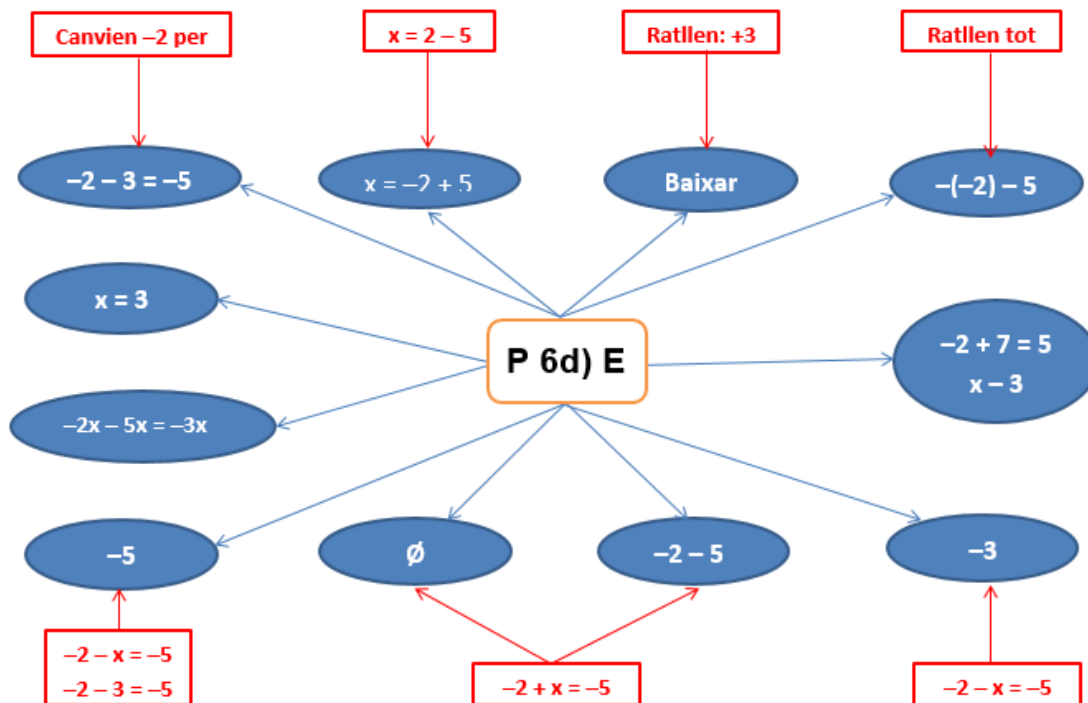 Canvien –2 per
x = 2 – 5
Ratllen: +3
Ratllen tot
–2 – 3 = –5
x = –2 + 5
Baixar
–(–2) – 5
x = 3
P 6d) E
–2 + 7 = 5
x – 3
–2x – 5x = –3x
–5
Ø
–2 – 5
–3
–2 – x = –5
–2 – 3 = –5
–2 + x = –5
–2 – x = –5